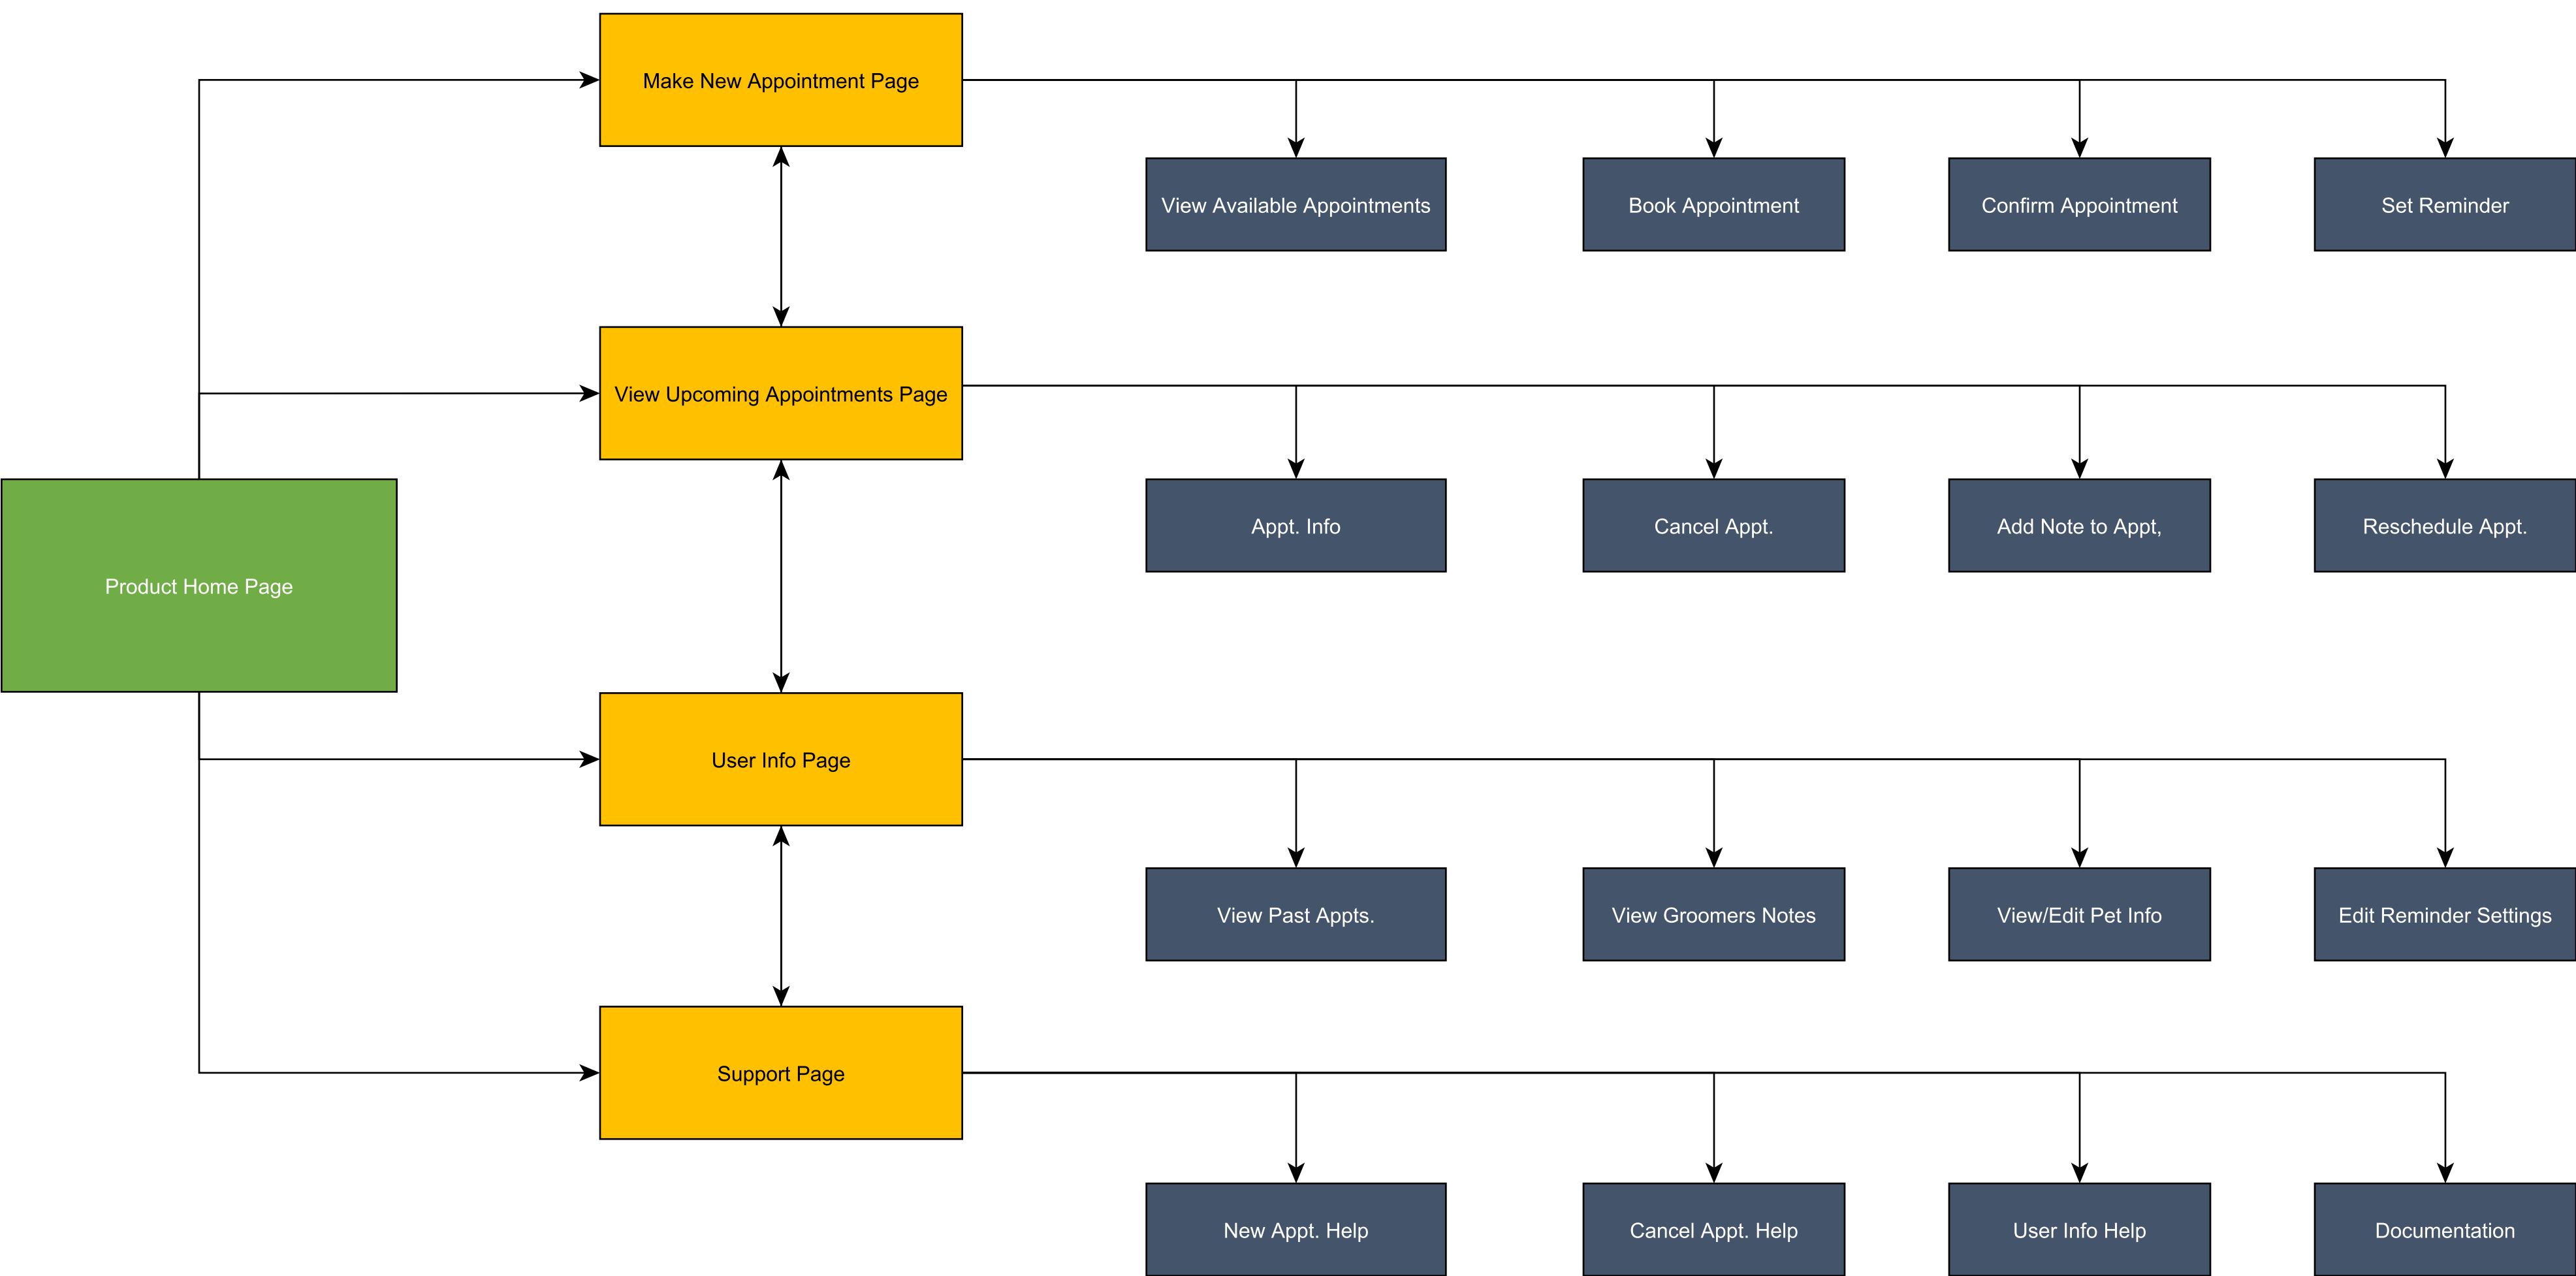 Make New Appointment Page
View Available Appointments
Book Appointment
Confirm Appointment
Set Reminder
View Upcoming Appointments Page
Appt. Info
Cancel Appt.
Add Note to Appt,
Reschedule Appt.
Product Home Page
User Info Page
View Past Appts.
View Groomers Notes
View/Edit Pet Info
Edit Reminder Settings
Support Page
New Appt. Help
Cancel Appt. Help
User Info Help
Documentation